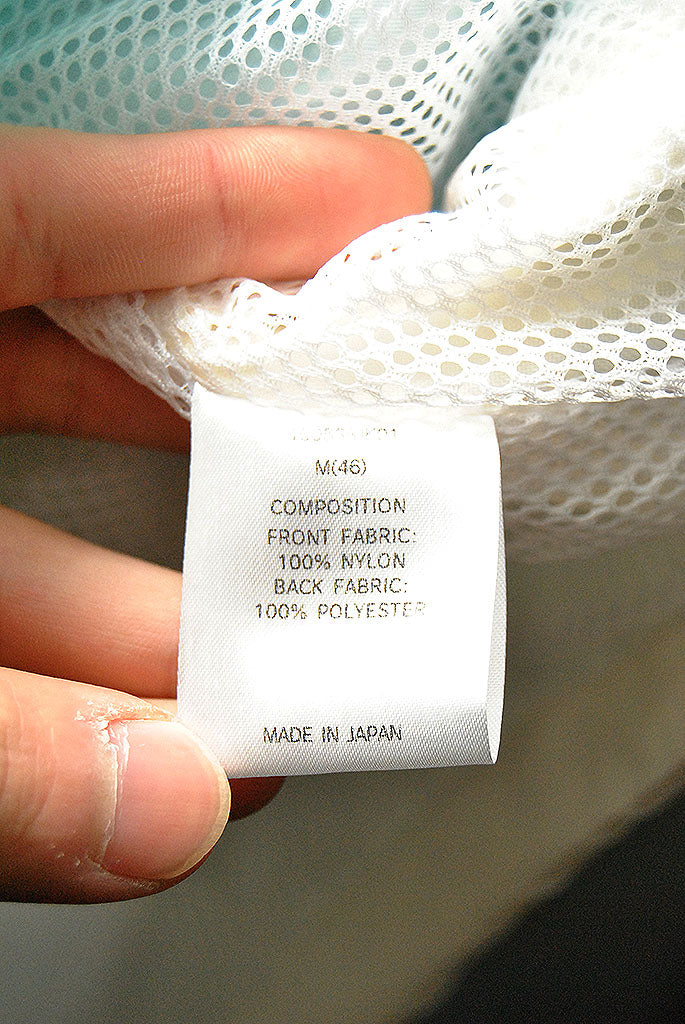 M(46)
COMPOSITION
FRONT FABRIC:
100% NYLON
BACK FABRIC:
100% POLYESTER
MADE IN JAPAN